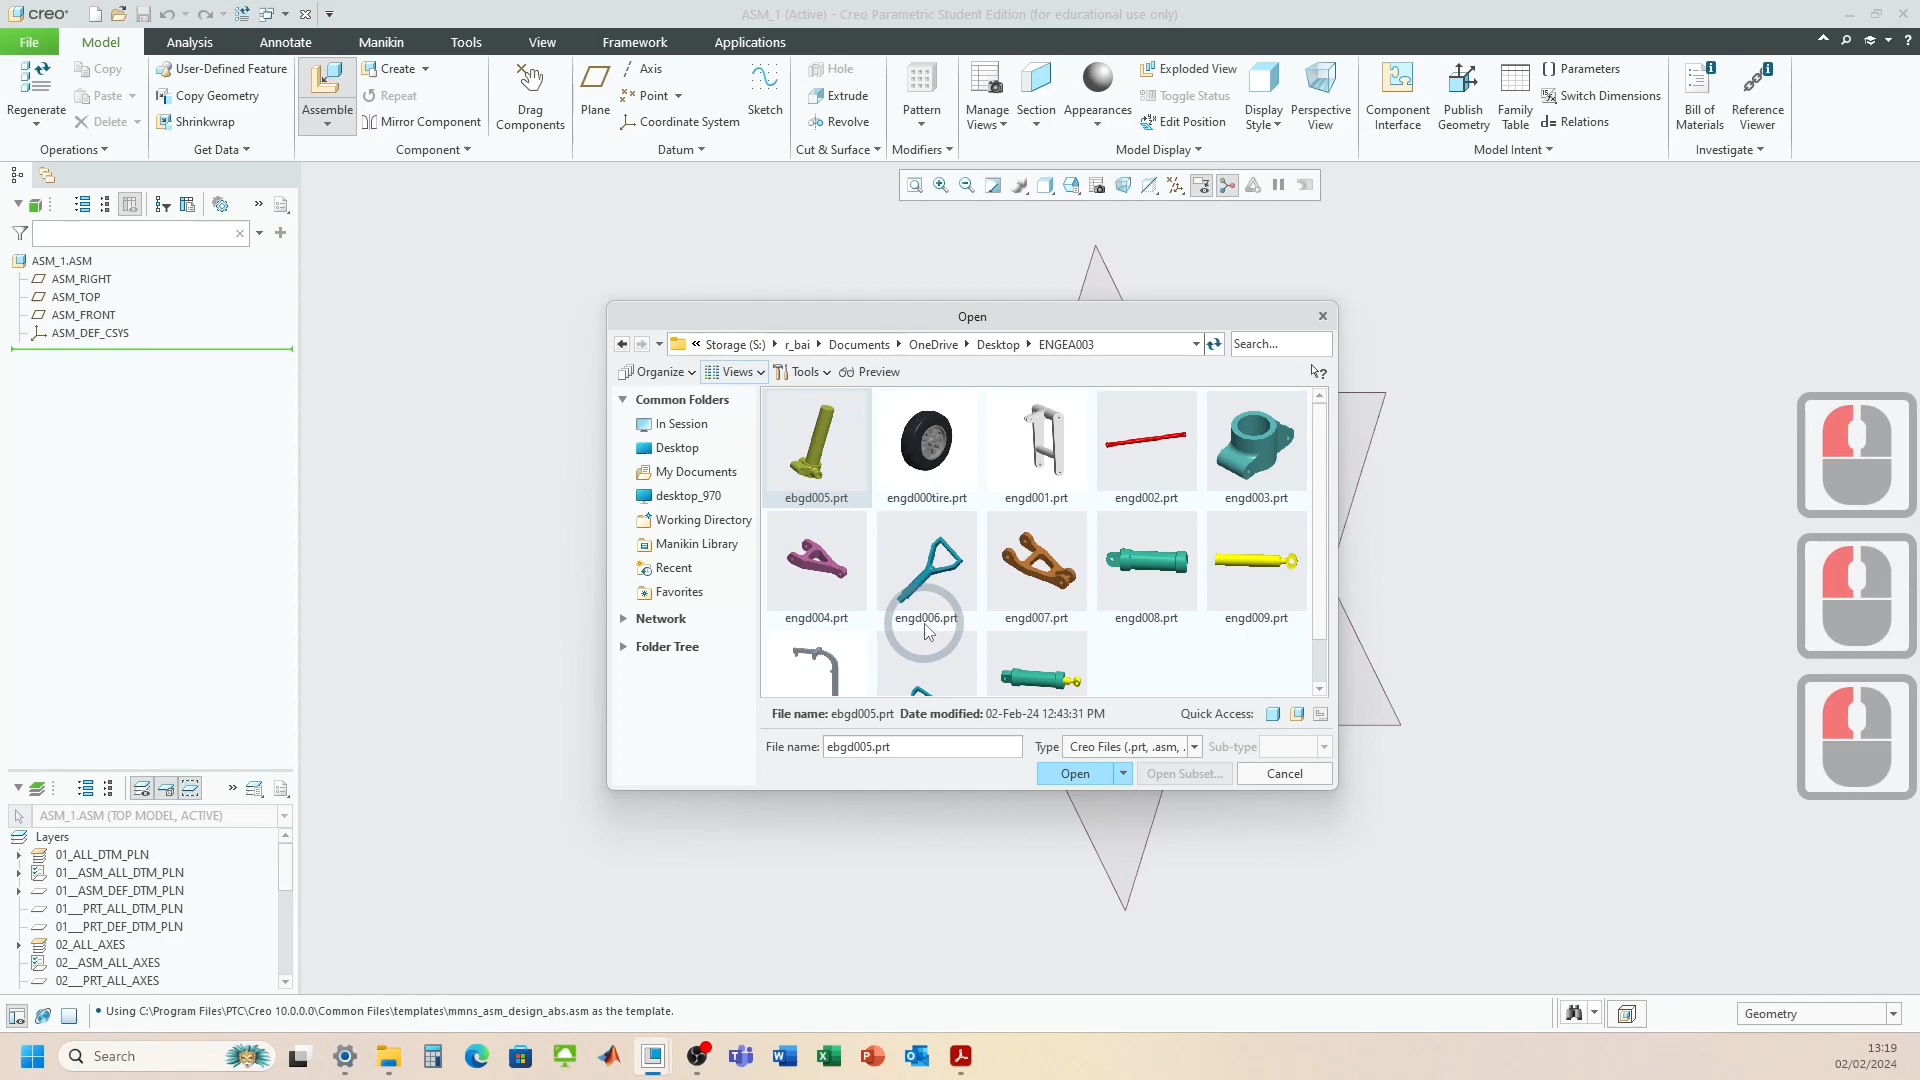 creo
ASM_1 (Active) - Creo Parametric Student Edition (for educational use only)
File
Model
Analysis
Annotate
Manikin
Tools
View
Framework
Applications
Regenerate
Copy
Paste
Delete
Operations
User-Defined Feature
Copy Geometry
Shrinkwrap
Get Data
Assemble
Create
Repeat
Mirror Component
Component
Drag
Components
Plane
Axis
Point
Coordinate System
Sketch
Datum
Hole
Extrude
Revolve
Cut & Surface
Pattern
Modifiers
Manage
Views
Section
Appearances
Exploded View
Toggle Status
Edit Position
Display
Style
Perspective
View
Model Display
Component
Interface
Publish
Geometry
Family
Table
Parameters
Switch Dimensions
Relations
Model Intent
Bill of
Materials
Reference
Viewer
Investigate
ASM_1.ASM
ASM_RIGHT
ASM_TOP
ASM_FRONT
ASM_DEF_CSYS
Open
Storage (S:)
r_bai
Documents
OneDrive
Desktop
ENGEA003
Search...
Organize
Views
Tools
Preview
Common Folders
In Session
Desktop
My Documents
desktop_970
Working Directory
Manikin Library
Recent
Favorites
Network
Folder Tree
ebgd005.prt
engd000tire.prt
engd001.prt
engd002.prt
engd003.prt
engd004.prt
engd006.prt
engd007.prt
engd008.prt
engd009.prt
File name: ebgd005.prt Date modified: 02-Feb-24 12:43:31 PM
Quick Access:
File name: ebgd005.prt
Type Creo Files (.prt, .asm, .
Sub-type
Open
Open Subset...
Cancel
ASM_1.ASM (TOP MODEL, ACTIVE)
Layers
01_ALL_DTM_PLN
01__ASM_ALL_DTM_PLN
01__ASM_DEF_DTM_PLN
01___PRT_ALL_DTM_PLN
01___PRT_DEF_DTM_PLN
02_ALL_AXES
02__ASM_ALL_AXES
02___PRT_ALL_AXES
• Using C:\Program Files\PTC\Creo 10.0.0.0\Common Files\templates\mmns_asm_design_abs.asm as the template.
Geometry
Search
13:19
02/02/2024